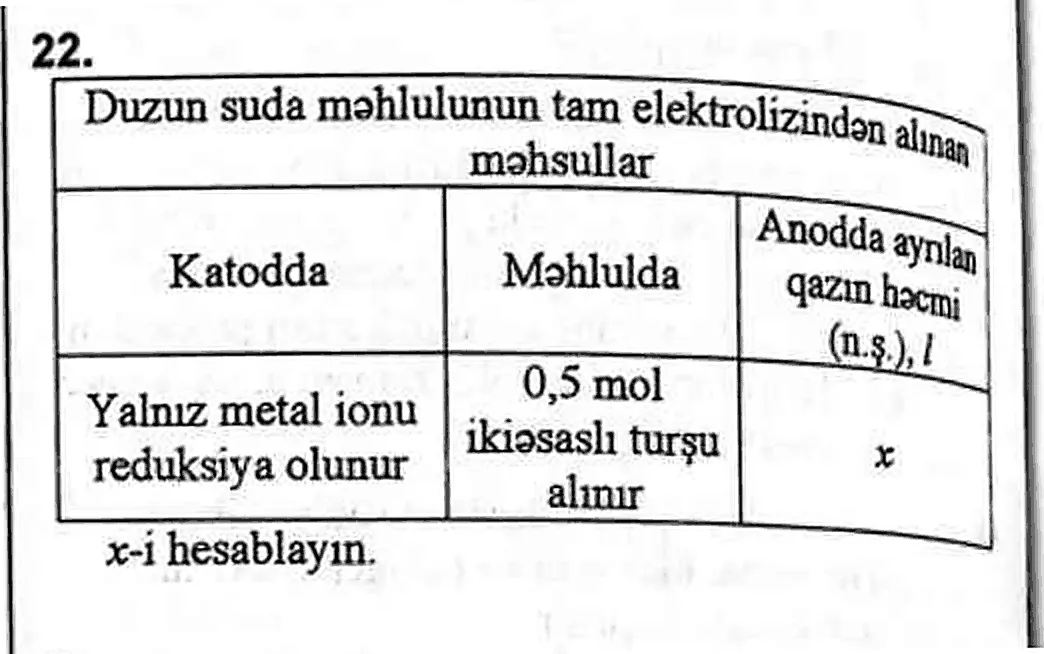 22.
Duzun suda məhlulunun tam elektrolizindən alınan
məhsullar
Katodda
Məhlulda
Anodda ayrılan
qazın həcmi
(n.ş.), l
Yalnız metal ionu
reduksiya olunur
0,5 mol
ikiəsaslı turşu
alınır
x
x-i hesablayın.